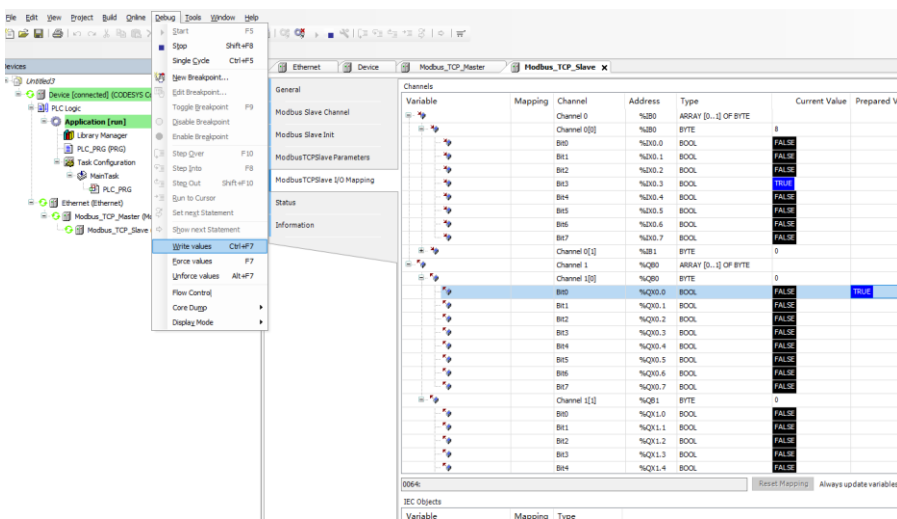 File Edit View Project Build Online Debug Tools Window Help
Start F5
Stop Shift+F8
Single Cycle Ctrl+F5
New Breakpoint...
Edit Breakpoint...
Toggle Breakpoint F9
Disable Breakpoint
Enable Breakpoint
Step Over F10
Step Into F8
Step Out Shift+F10
Run to Cursor
Set next Statement
Show next Statement
Write values Ctrl+F7
Force values F7
Unforce values Alt+F7
Flow Control
Core Dump
Display Mode
Devices
Untitled3
Device [connected] (CODESYS Co
PLC Logic
Application [run]
Library Manager
PLC_PRG (PRG)
Task Configuration
MainTask
PLC_PRG
Ethernet (Ethernet)
Modbus_TCP_Master (Mo
Modbus_TCP_Slave
Ethernet Device Modbus_TCP_Master Modbus_TCP_Slave
General
Modbus Slave Channel
Modbus Slave Init
ModbusTCPSlave Parameters
ModbusTCPSlave I/O Mapping
Status
Information
Channels
Variable Mapping Channel Address Type Current Value Prepared V
Channel 0 %IB0 ARRAY [0..1] OF BYTE
Channel 0[0] %IB0 BYTE 8
Bit0 %IX0.0 BOOL FALSE
Bit1 %IX0.1 BOOL FALSE
Bit2 %IX0.2 BOOL FALSE
Bit3 %IX0.3 BOOL TRUE
Bit4 %IX0.4 BOOL FALSE
Bit5 %IX0.5 BOOL FALSE
Bit6 %IX0.6 BOOL FALSE
Bit7 %IX0.7 BOOL FALSE
Channel 0[1] %IB1 BYTE 0
Channel 1 %QB0 ARRAY [0..1] OF BYTE
Channel 1[0] %QB0 BYTE 0
Bit0 %QX0.0 BOOL FALSE TRUE
Bit1 %QX0.1 BOOL FALSE
Bit2 %QX0.2 BOOL FALSE
Bit3 %QX0.3 BOOL FALSE
Bit4 %QX0.4 BOOL FALSE
Bit5 %QX0.5 BOOL FALSE
Bit6 %QX0.6 BOOL FALSE
Bit7 %QX0.7 BOOL FALSE
Channel 1[1] %QB1 BYTE 0
Bit0 %QX1.0 BOOL FALSE
Bit1 %QX1.1 BOOL FALSE
Bit2 %QX1.2 BOOL FALSE
Bit3 %QX1.3 BOOL FALSE
Bit4 %QX1.4 BOOL FALSE
0064: Reset Mapping Always update variables
IEC Objects
Variable Mapping Type